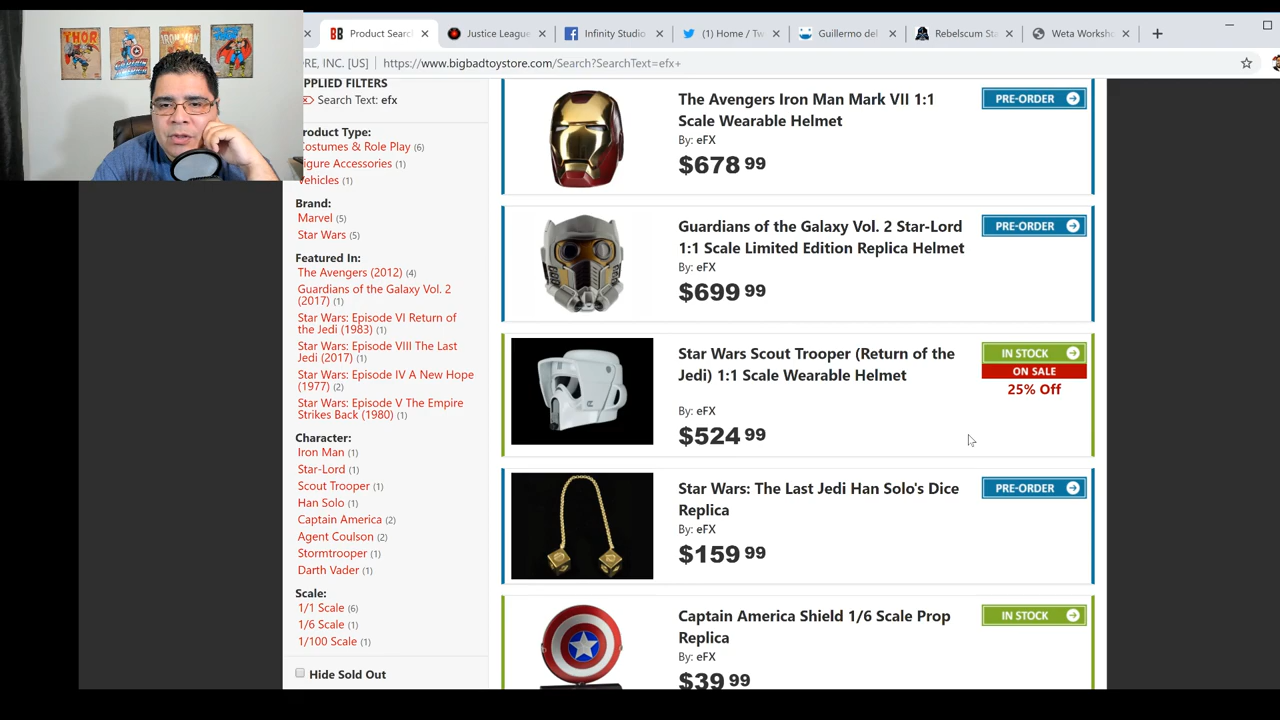 THOR
IRON MAN
BB Product Searc
Justice League
Infinity Studio
(1) Home / Tw
Guillermo del
Rebelscum Sta
Weta Worksho
RE, INC. [US]
https://www.bigbadtoystore.com/Search?SearchText=efx+
PPLIED FILTERS
Search Text: efx
roduct Type:
ostumes & Role Play (6)
igure Accessories (1)
ehicles (1)
Brand:
Marvel (5)
Star Wars (5)
Featured In:
The Avengers (2012) (4)
Guardians of the Galaxy Vol. 2
(2017) (1)
Star Wars: Episode VI Return of
the Jedi (1983) (1)
Star Wars: Episode VIII The Last
Jedi (2017) (1)
Star Wars: Episode IV A New Hope
(1977) (2)
Star Wars: Episode V The Empire
Strikes Back (1980) (1)
Character:
Iron Man (1)
Star-Lord (1)
Scout Trooper (1)
Han Solo (1)
Captain America (2)
Agent Coulson (2)
Stormtrooper (1)
Darth Vader (1)
Scale:
1/1 Scale (6)
1/6 Scale (1)
1/100 Scale (1)
Hide Sold Out
The Avengers Iron Man Mark VII 1:1
Scale Wearable Helmet
By: eFX
$678 99
PRE-ORDER
Guardians of the Galaxy Vol. 2 Star-Lord
1:1 Scale Limited Edition Replica Helmet
By: eFX
$699 99
PRE-ORDER
Star Wars Scout Trooper (Return of the
Jedi) 1:1 Scale Wearable Helmet
By: eFX
$524 99
IN STOCK
ON SALE
25% Off
Star Wars: The Last Jedi Han Solo's Dice
Replica
By: eFX
$159 99
PRE-ORDER
Captain America Shield 1/6 Scale Prop
Replica
By: eFX
$39 99
IN STOCK